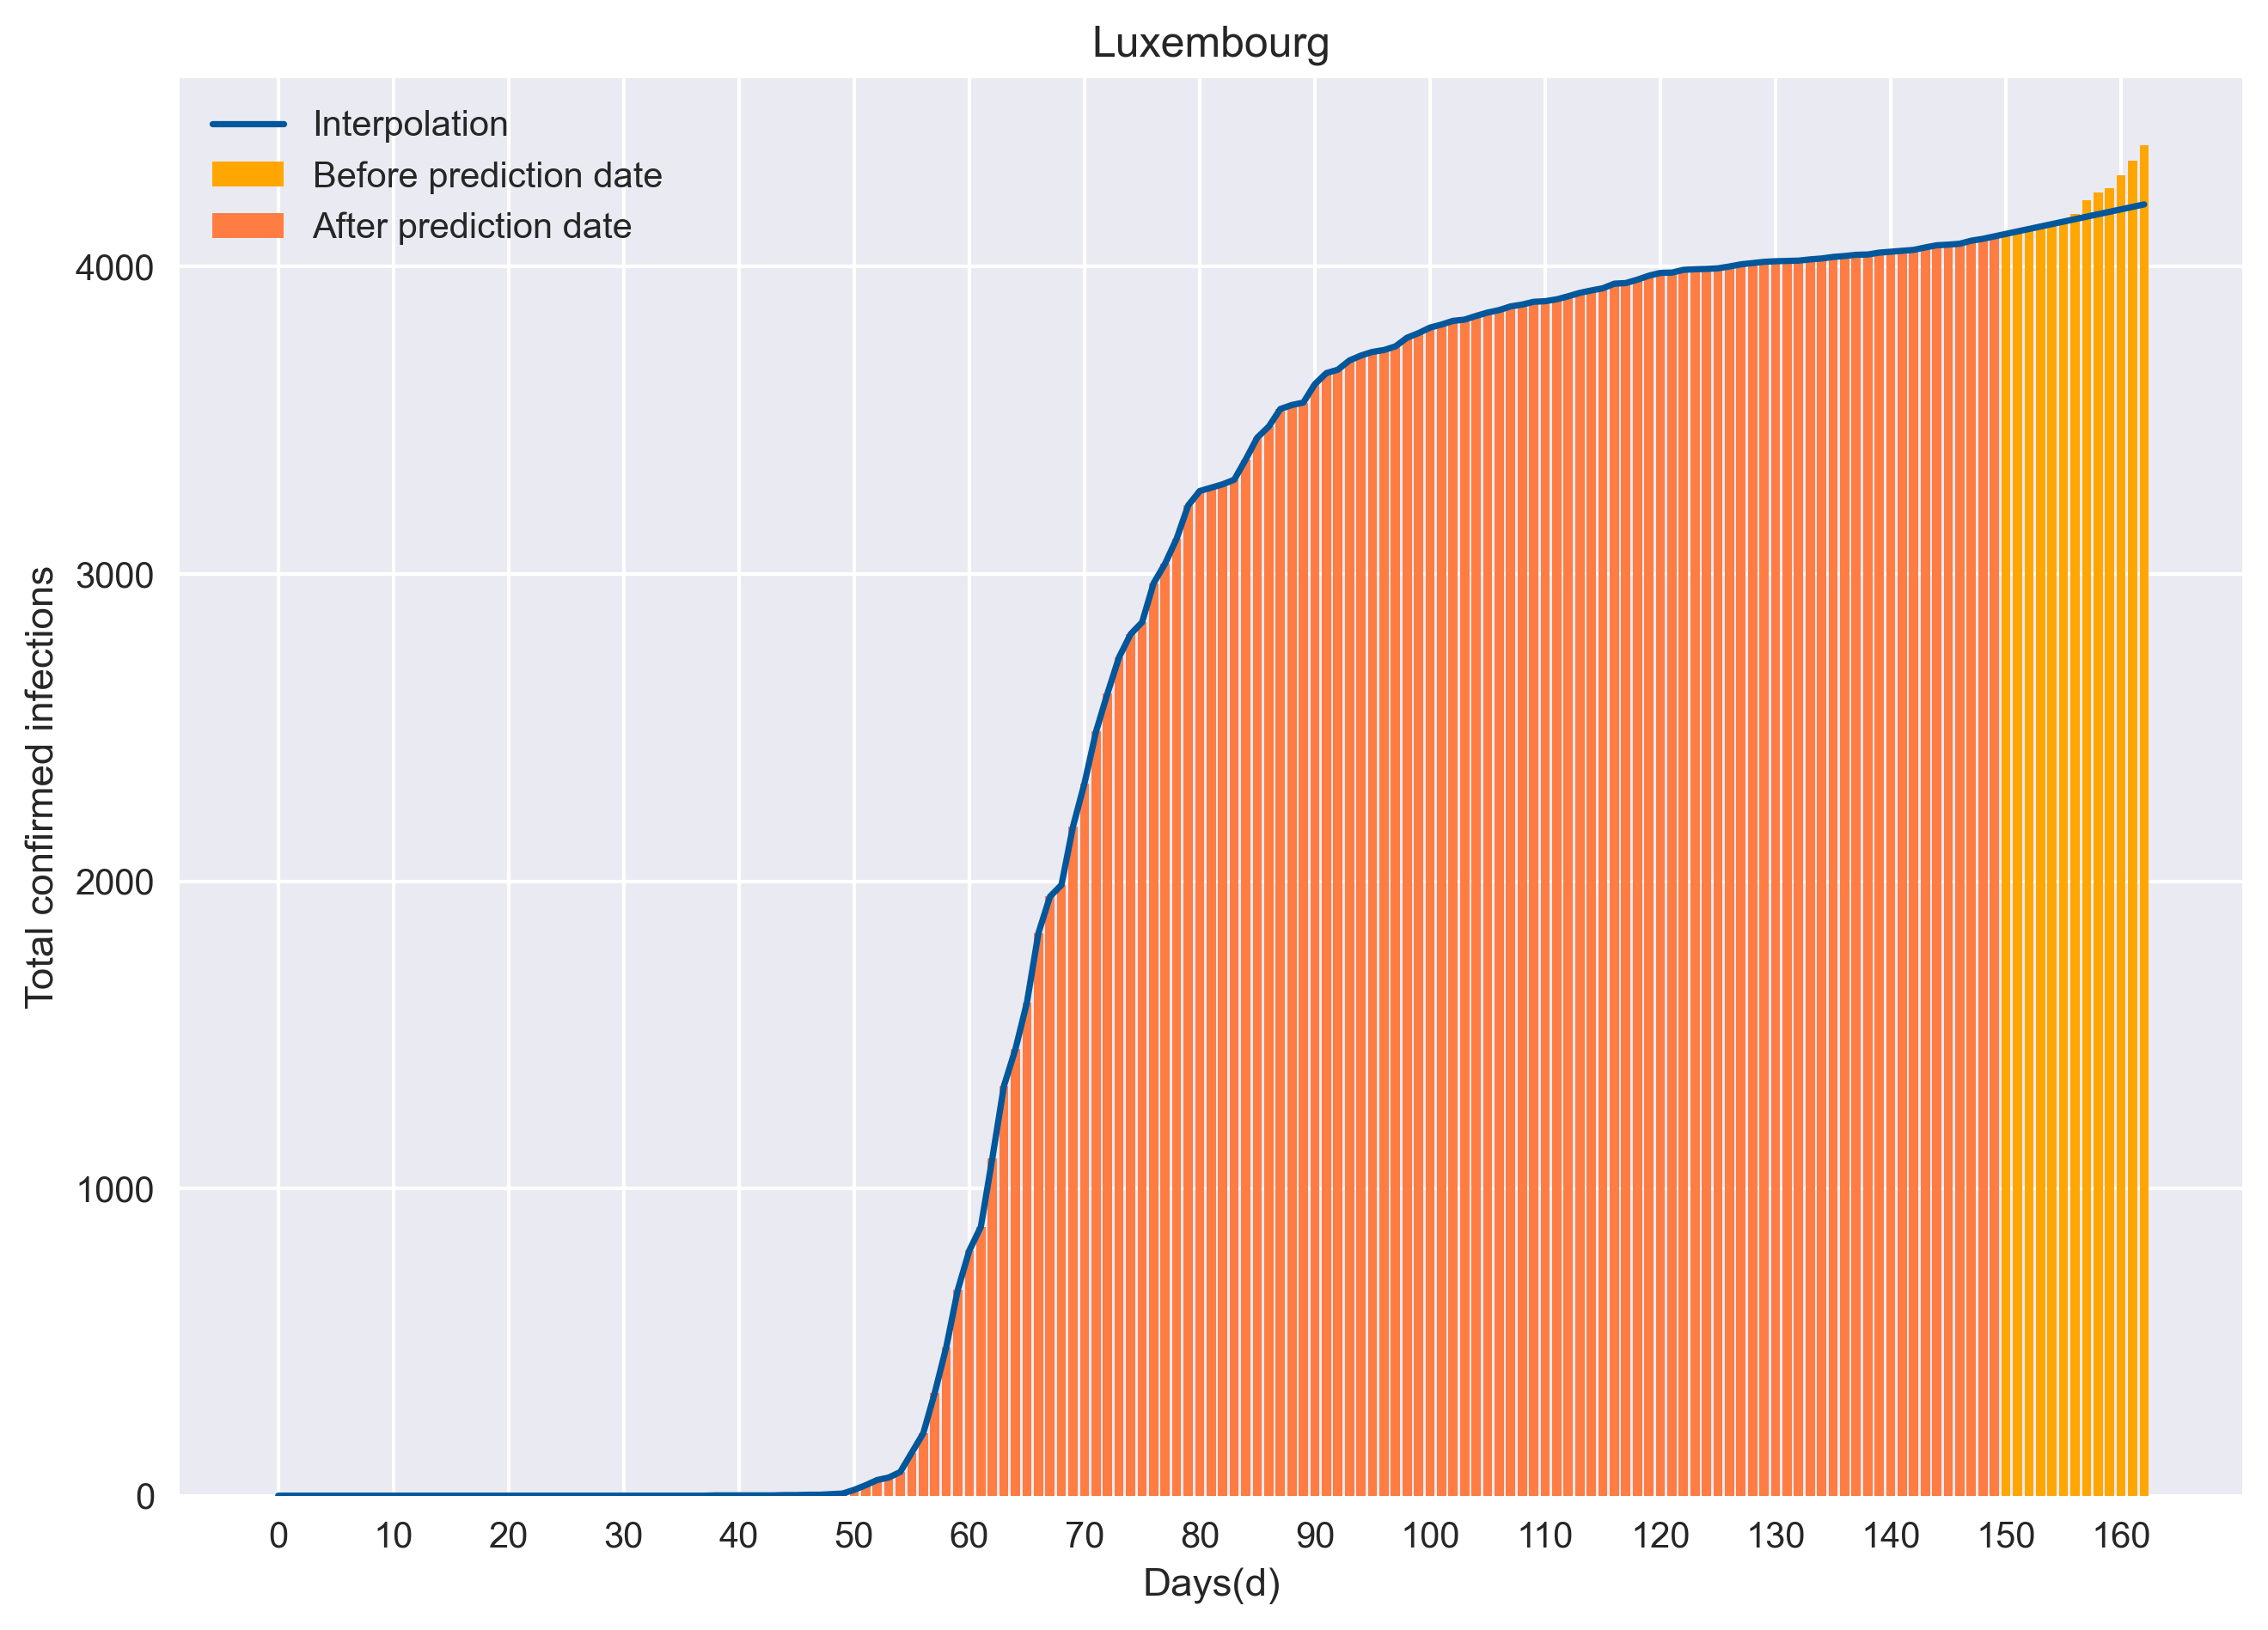 Luxembourg
Interpolation
Before prediction date
After prediction date
Total confirmed infections
4000
3000
2000
1000
0
0 10 20 30 40 50 60 70 80 90 100 110 120 130 140 150 160
Days(d)